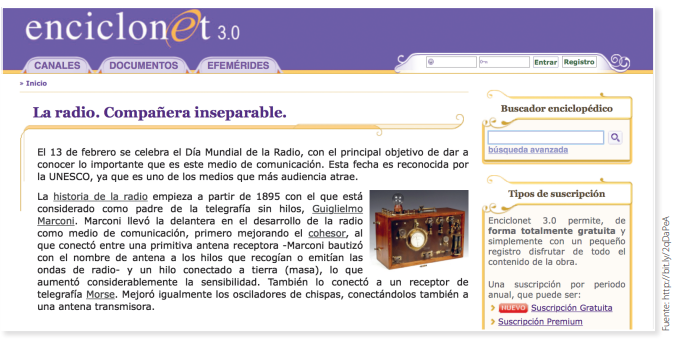 enciclonet 3.0
CANALES DOCUMENTOS EFEMÉRIDES
Entrar Registro
» Inicio
La radio. Compañera inseparable.
El 13 de febrero se celebra el Día Mundial de la Radio, con el principal objetivo de dar a
conocer lo importante que es este medio de comunicación. Esta fecha es reconocida por
la UNESCO, ya que es uno de los medios que más audiencia atrae.
La historia de la radio empieza a partir de 1895 con el que está
considerado como padre de la telegrafía sin hilos, Guiglielmo
Marconi. Marconi llevó la delantera en el desarrollo de la radio
como medio de comunicación, primero mejorando el cohesor, al
que conectó entre una primitiva antena receptora -Marconi bautizó
con el nombre de antena a los hilos que recogían o emitían las
ondas de radio- y un hilo conectado a tierra (masa), lo que
aumentó considerablemente la sensibilidad. También lo conectó a un receptor de
telegrafía Morse. Mejoró igualmente los osciladores de chispas, conectándolos también a
una antena transmisora.
Buscador enciclopédico
búsqueda avanzada
Tipos de suscripción
Enciclonet 3.0 permite, de
forma totalmente gratuita y
simplemente con un pequeño
registro disfrutar de todo el
contenido de la obra.
Una suscripción por periodo
anual, que puede ser:
NUEVO Suscripción Gratuita
Suscripción Premium
Fuente: http://bit.ly/2qDaPeA